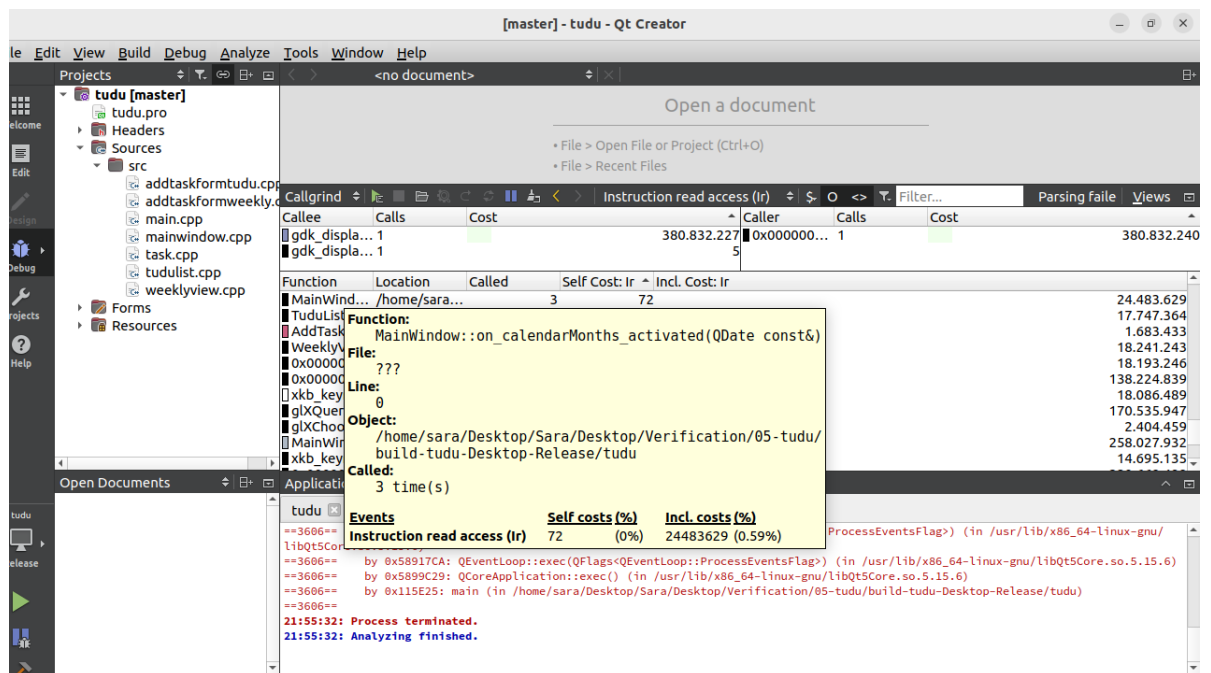 [master] - tudu - Qt Creator
le Edit View Build Debug Analyze Tools Window Help
Projects
<no document>
elcome
Edit
Design
Debug
rojects
Help
tudu
elease
tudu [master]
tudu.pro
Headers
Sources
src
addtaskformtudu.cpp
addtaskformweekly.c
main.cpp
mainwindow.cpp
task.cpp
tudulist.cpp
weeklyview.cpp
Forms
Resources
Open Documents
Open a document
• File > Open File or Project (Ctrl+O)
• File > Recent Files
Callgrind Instruction read access (Ir) $- O <> Filter... Parsing faile Views
Callee Calls Cost Caller Calls Cost
gdk_displa... 1 380.832.227 0x000000... 1 380.832.240
gdk_displa... 1 5
Function Location Called Self Cost: Ir Incl. Cost: Ir
MainWind... /home/sara... 3 72 24.483.629
TuduList 17.747.364
AddTask 1.683.433
WeeklyV 18.241.243
0x00000 18.193.246
0x00000 138.224.839
xkb_key 18.086.489
glXQuer 170.535.947
glXChoo 2.404.459
MainWir 258.027.932
xkb_key 14.695.135
Function:
MainWindow::on_calendarMonths_activated(QDate const&)
File:
???
Line:
0
Object:
/home/sara/Desktop/Sara/Desktop/Verification/05-tudu/
build-tudu-Desktop-Release/tudu
Called:
3 time(s)
Events Self costs (%) Incl. costs (%)
Instruction read access (Ir) 72 (0%) 24483629 (0.59%)
Applicati
tudu
==3606== ProcessEventsFlag>) (in /usr/lib/x86_64-linux-gnu/
==3606== by 0x58917CA: QEventLoop::exec(QFlags<QEventLoop::ProcessEventsFlag>) (in /usr/lib/x86_64-linux-gnu/libQt5Core.so.5.15.6)
==3606== by 0x5899C29: QCoreApplication::exec() (in /usr/lib/x86_64-linux-gnu/libQt5Core.so.5.15.6)
==3606== by 0x115E25: main (in /home/sara/Desktop/Sara/Desktop/Verification/05-tudu/build-tudu-Desktop-Release/tudu)
==3606==
21:55:32: Process terminated.
21:55:32: Analyzing finished.